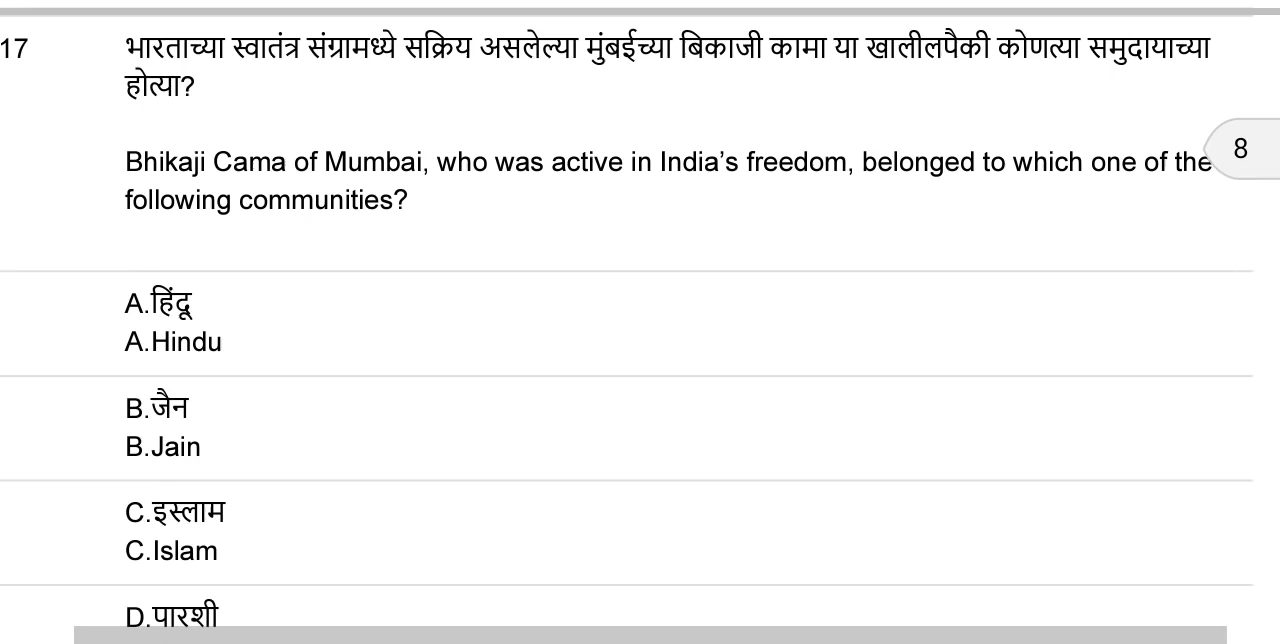 17
भारताच्या स्वातंत्र संग्रामध्ये सक्रिय असलेल्या मुंबईच्या बिकाजी कामा या खालीलपैकी कोणत्या समुदायाच्या
होत्या?
8
Bhikaji Cama of Mumbai, who was active in India’s freedom, belonged to which one of the
following communities?
A.हिंदू
A.Hindu
B.जैन
B.Jain
C.इस्लाम
C.Islam
D.पारशी